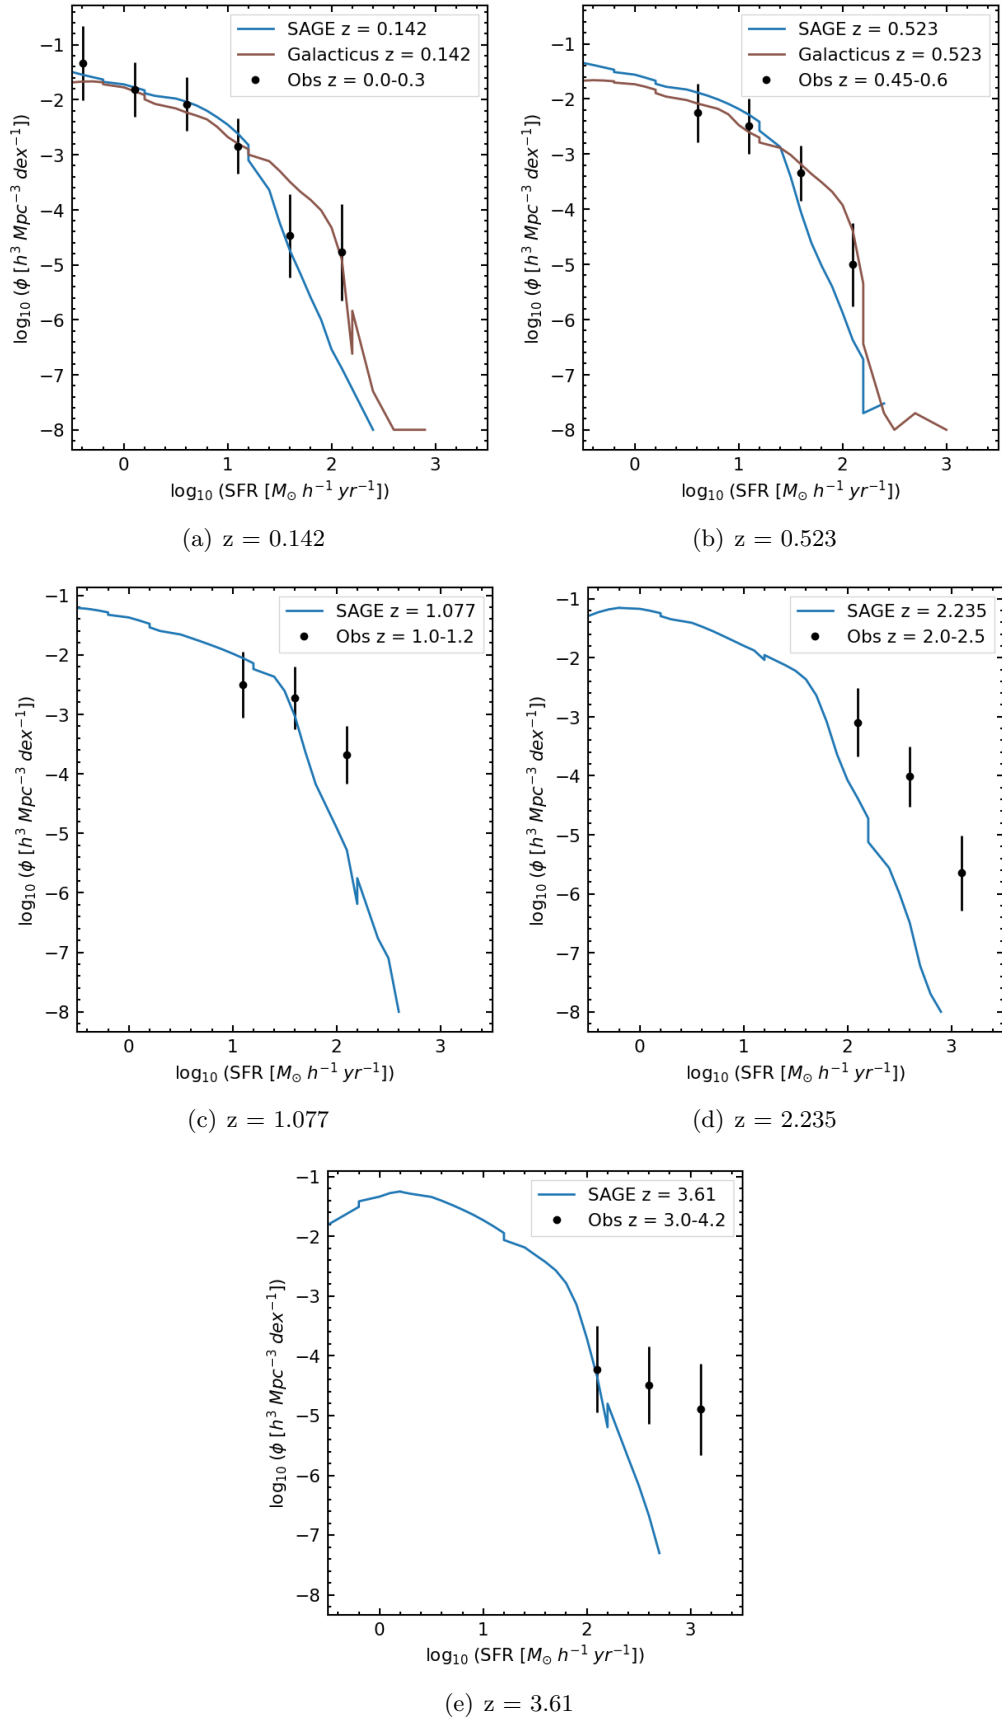 SAGE z = 0.142
Galacticus z = 0.142
Obs z = 0.0-0.3
−1
−2
−3
−4
−5
−6
−7
−8
log₁₀ (ϕ [h³ Mpc⁻³ dex⁻¹])
0 1 2 3
log₁₀ (SFR [M⊙ h⁻¹ yr⁻¹])
(a) z = 0.142
SAGE z = 0.523
Galacticus z = 0.523
Obs z = 0.45-0.6
−1
−2
−3
−4
−5
−6
−7
−8
log₁₀ (ϕ [h³ Mpc⁻³ dex⁻¹])
0 1 2 3
log₁₀ (SFR [M⊙ h⁻¹ yr⁻¹])
(b) z = 0.523
SAGE z = 1.077
Obs z = 1.0-1.2
−1
−2
−3
−4
−5
−6
−7
−8
log₁₀ (ϕ [h³ Mpc⁻³ dex⁻¹])
0 1 2 3
log₁₀ (SFR [M⊙ h⁻¹ yr⁻¹])
(c) z = 1.077
SAGE z = 2.235
Obs z = 2.0-2.5
−1
−2
−3
−4
−5
−6
−7
−8
log₁₀ (ϕ [h³ Mpc⁻³ dex⁻¹])
0 1 2 3
log₁₀ (SFR [M⊙ h⁻¹ yr⁻¹])
(d) z = 2.235
SAGE z = 3.61
Obs z = 3.0-4.2
−1
−2
−3
−4
−5
−6
−7
−8
log₁₀ (ϕ [h³ Mpc⁻³ dex⁻¹])
0 1 2 3
log₁₀ (SFR [M⊙ h⁻¹ yr⁻¹])
(e) z = 3.61